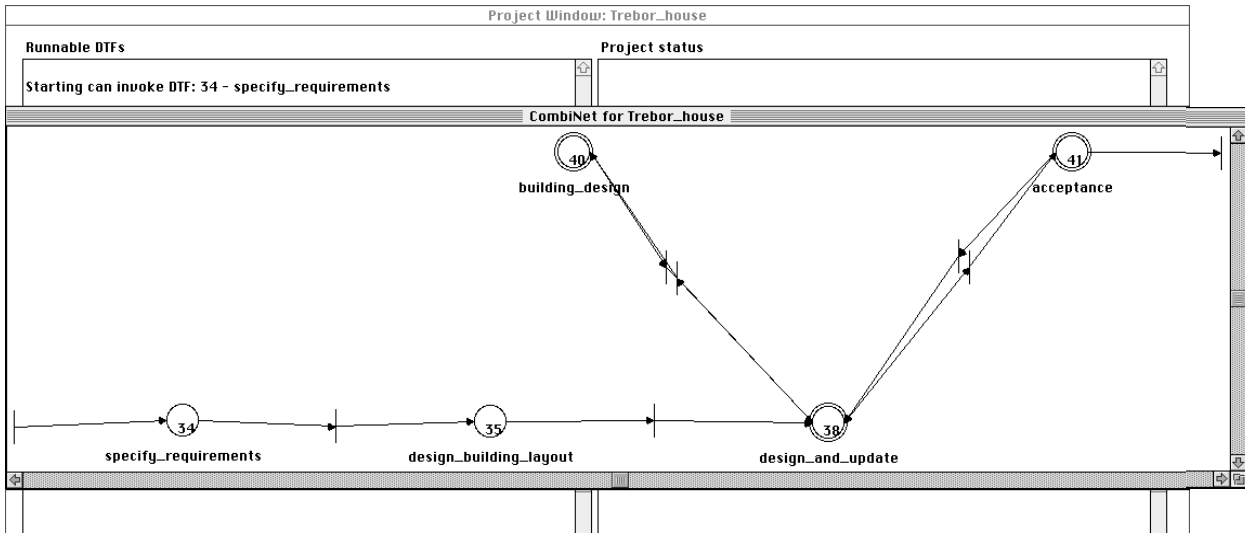 Project Window: Trebor_house
Runnable DTFs
Project status
Starting can invoke DTF: 34 - specify_requirements
CombiNet for Trebor_house
40
building_design
41
acceptance
34
specify_requirements
35
design_building_layout
38
design_and_update